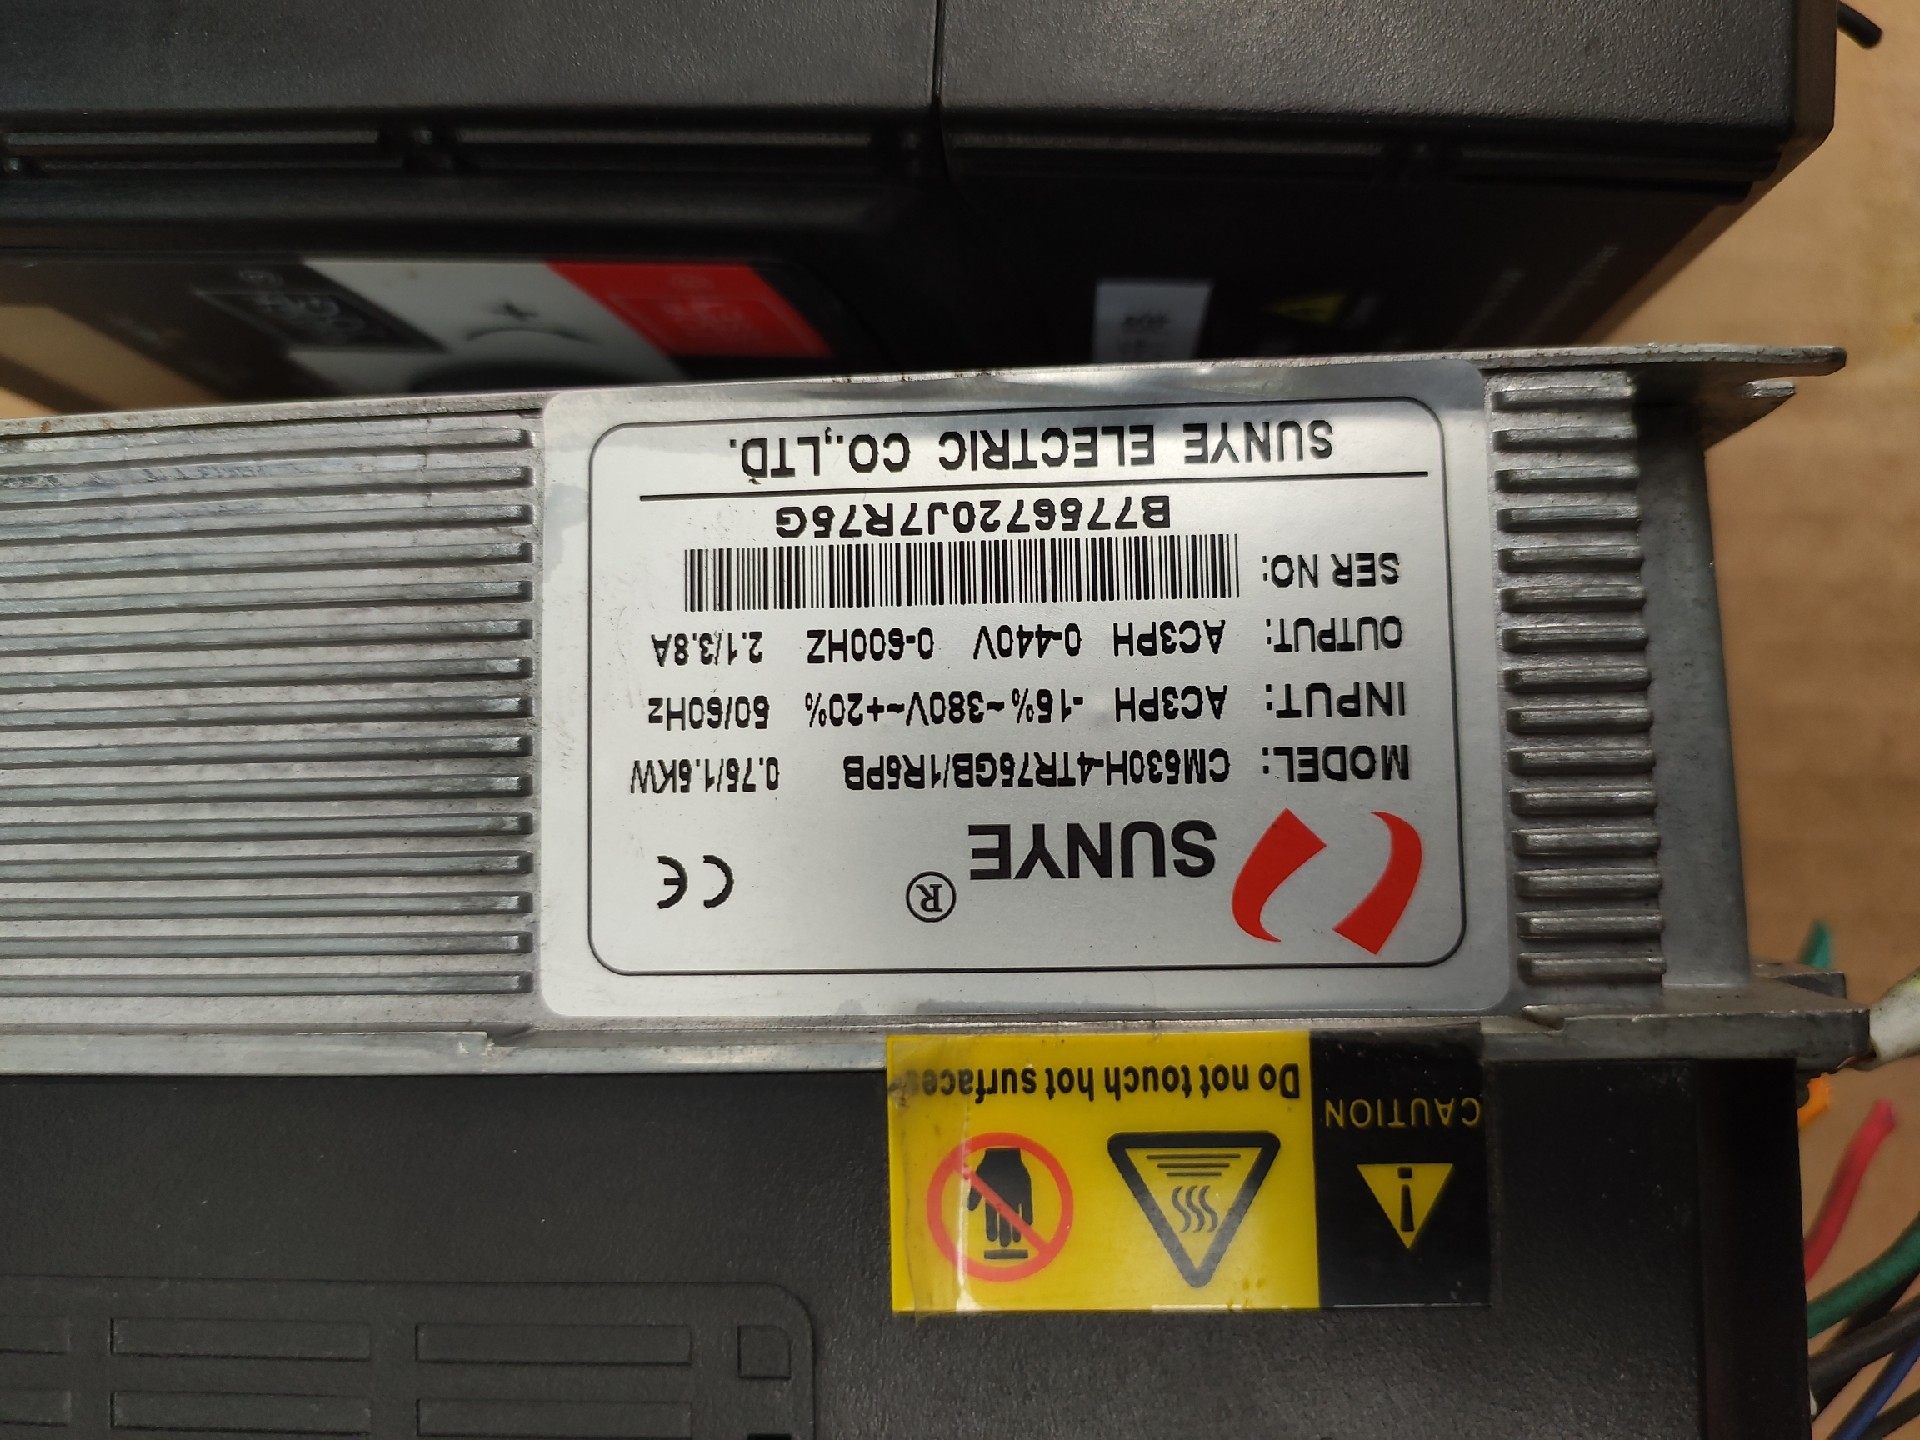 SUNYE ®
CE
MODEL: CM530H-4TR75GB/1R5PB 0.75/1.5KW
INPUT: AC3PH -15%~380V~+20% 50/60Hz
OUTPUT: AC3PH 0-440V 0-600HZ 2.1/3.8A
SER NO:
B7756720J7R75G
SUNYE ELECTRIC CO.,LTD.
CAUTION
Do not touch hot surfaces